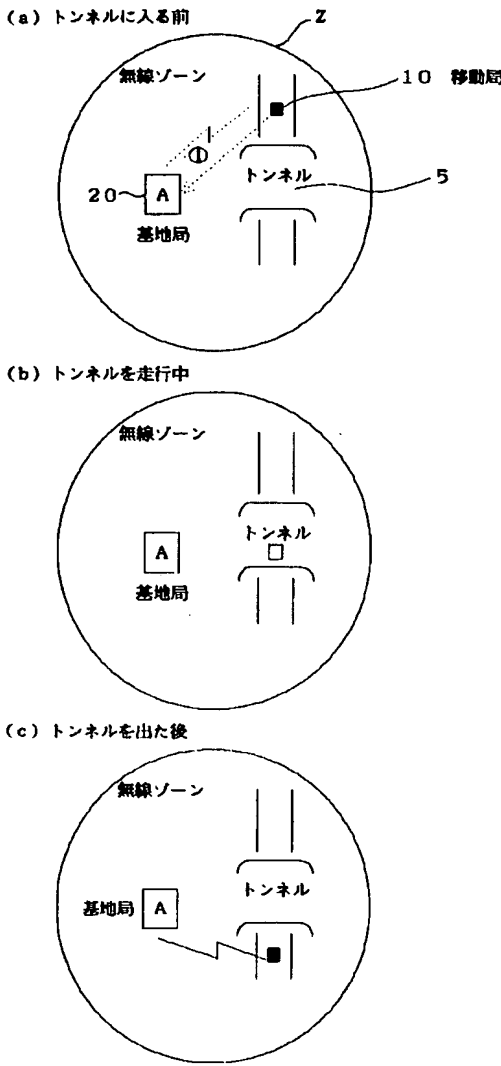 (a) トンネルに入る前
Z
無線ゾーン
10 移動局
①
トンネル
5
20
A
基地局
(b) トンネルを走行中
無線ゾーン
トンネル
A
基地局
(c) トンネルを出た後
無線ゾーン
トンネル
基地局
A